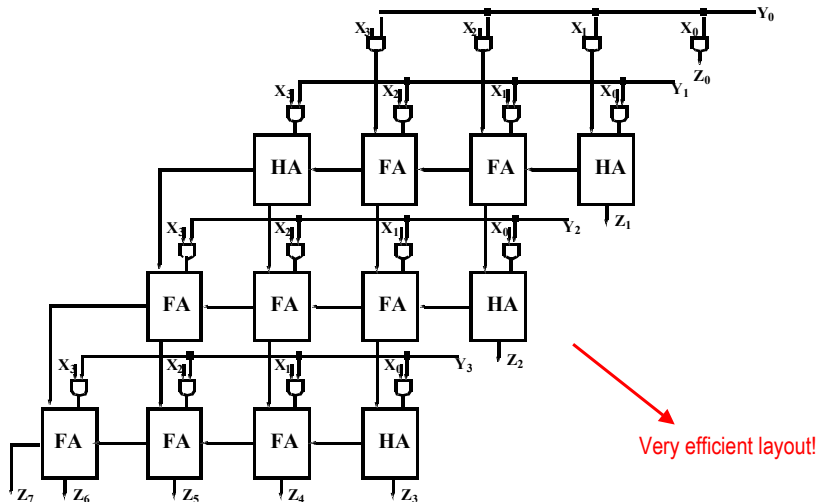 Y₀
X₃ X₂ X₁ X₀
Z₀
X₃ X₂ X₁ X₀ Y₁
HA FA FA HA
Z₁
X₃ X₂ X₁ X₀ Y₂
FA FA FA HA
Z₂
X₃ X₂ X₁ X₀ Y₃
FA FA FA HA
Very efficient layout!
Z₇ Z₆ Z₅ Z₄ Z₃